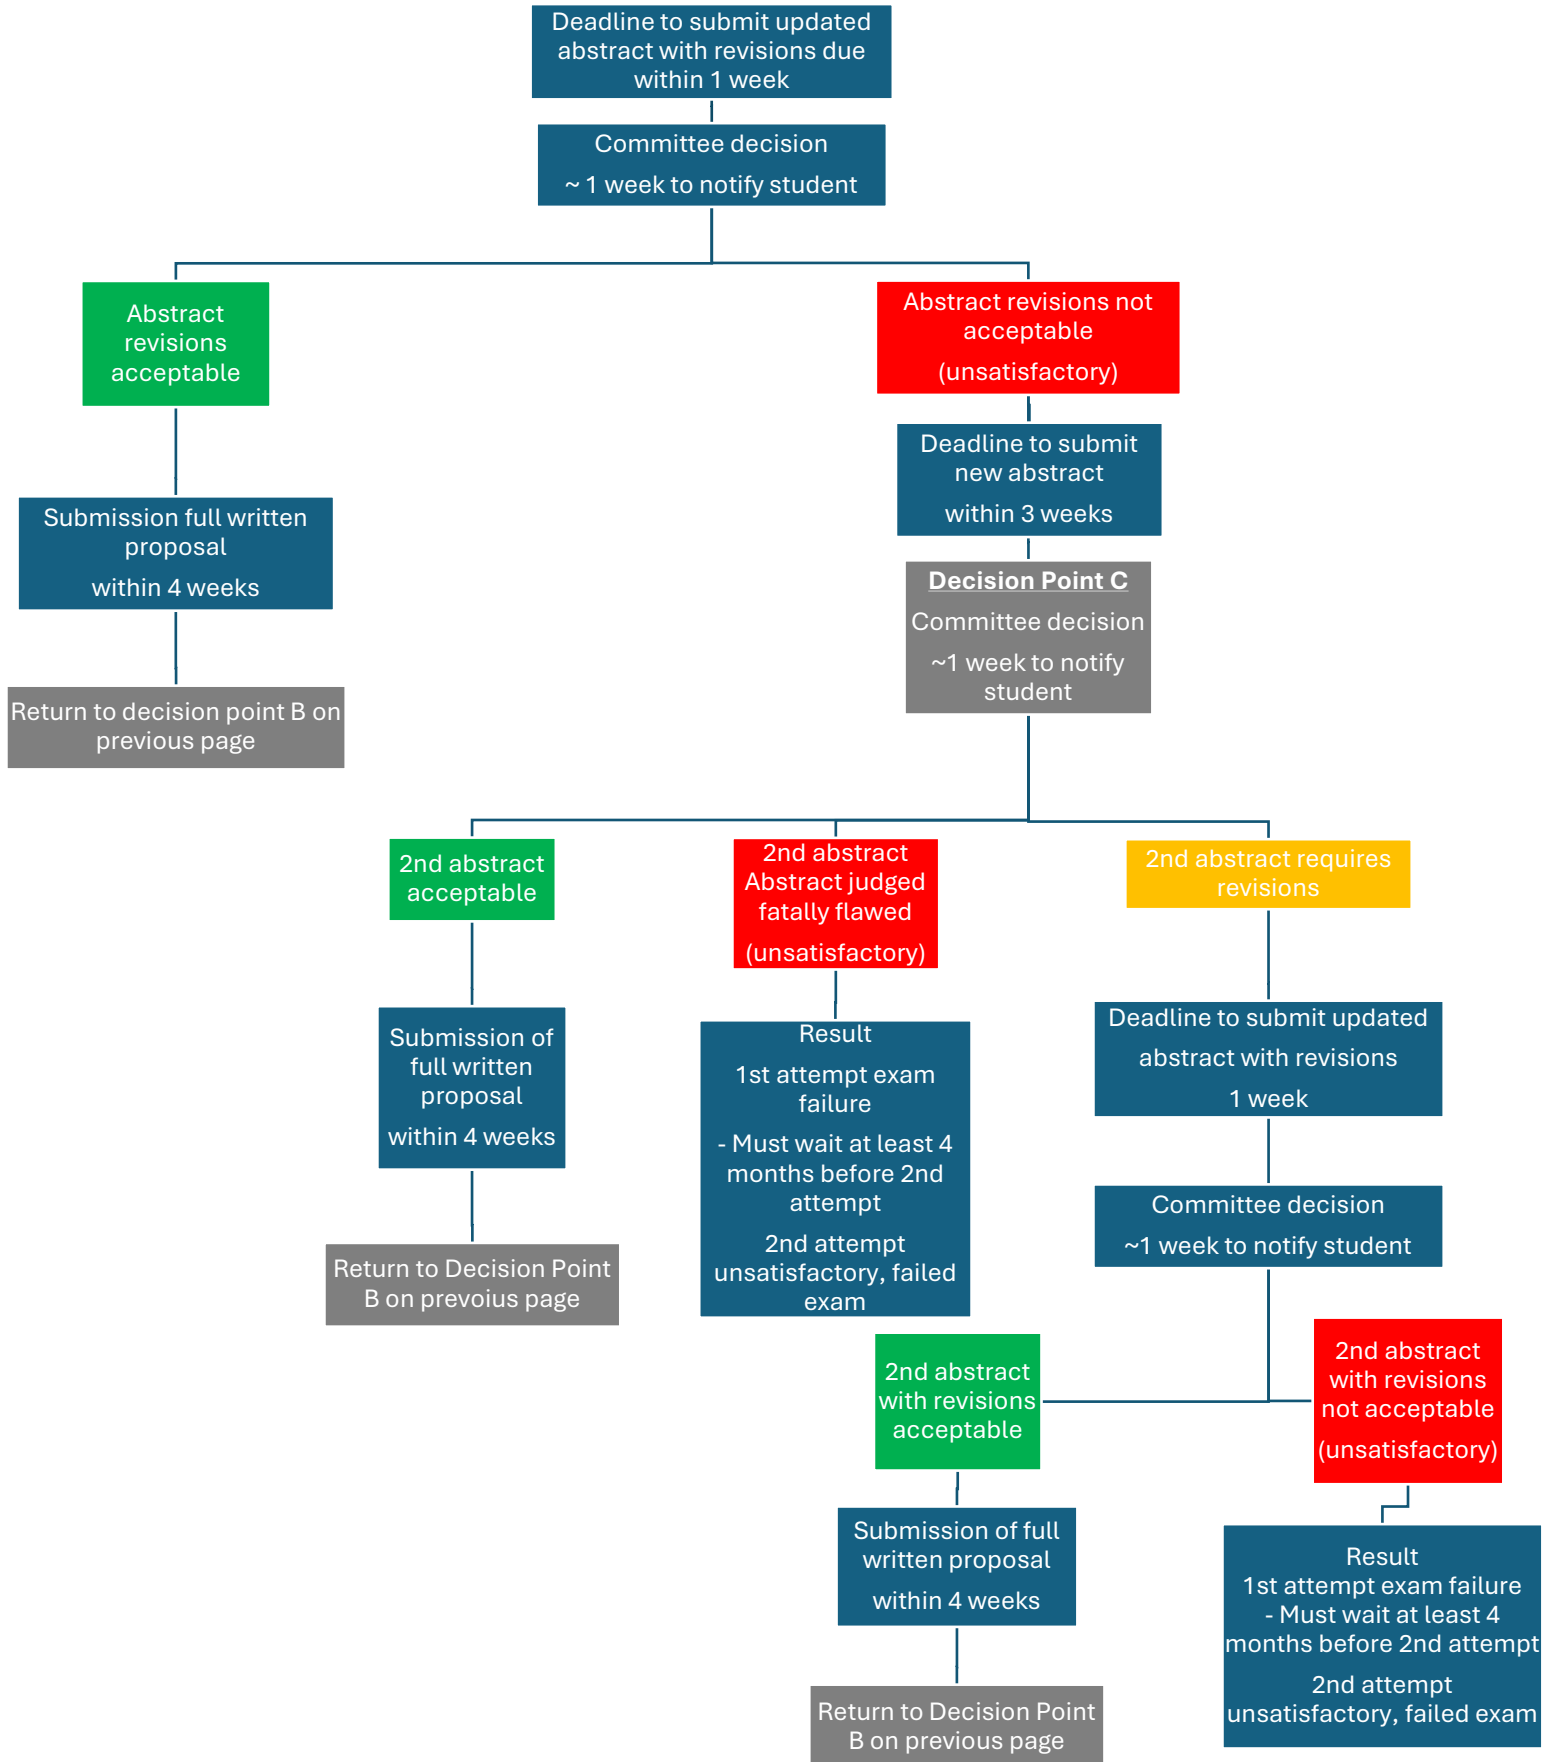 Deadline to submit updated
abstract with revisions due
within 1 week
Committee decision
~ 1 week to notify student
Abstract
revisions
acceptable
Abstract revisions not
acceptable
(unsatisfactory)
Submission full written
proposal
within 4 weeks
Deadline to submit
new abstract
within 3 weeks
Return to decision point B on
previous page
Decision Point C
Committee decision
~1 week to notify
student
2nd abstract
acceptable
2nd abstract
Abstract judged
fatally flawed
(unsatisfactory)
2nd abstract requires
revisions
Submission of
full written
proposal
within 4 weeks
Result
1st attempt exam
failure
- Must wait at least 4
months before 2nd
attempt
2nd attempt
unsatisfactory, failed
exam
Deadline to submit updated
abstract with revisions
1 week
Return to Decision Point
B on prevoius page
Committee decision
~1 week to notify student
2nd abstract
with revisions
acceptable
2nd abstract
with revisions
not acceptable
(unsatisfactory)
Submission of full
written proposal
within 4 weeks
Result
1st attempt exam failure
- Must wait at least 4
months before 2nd attempt
2nd attempt
unsatisfactory, failed exam
Return to Decision Point
B on previous page